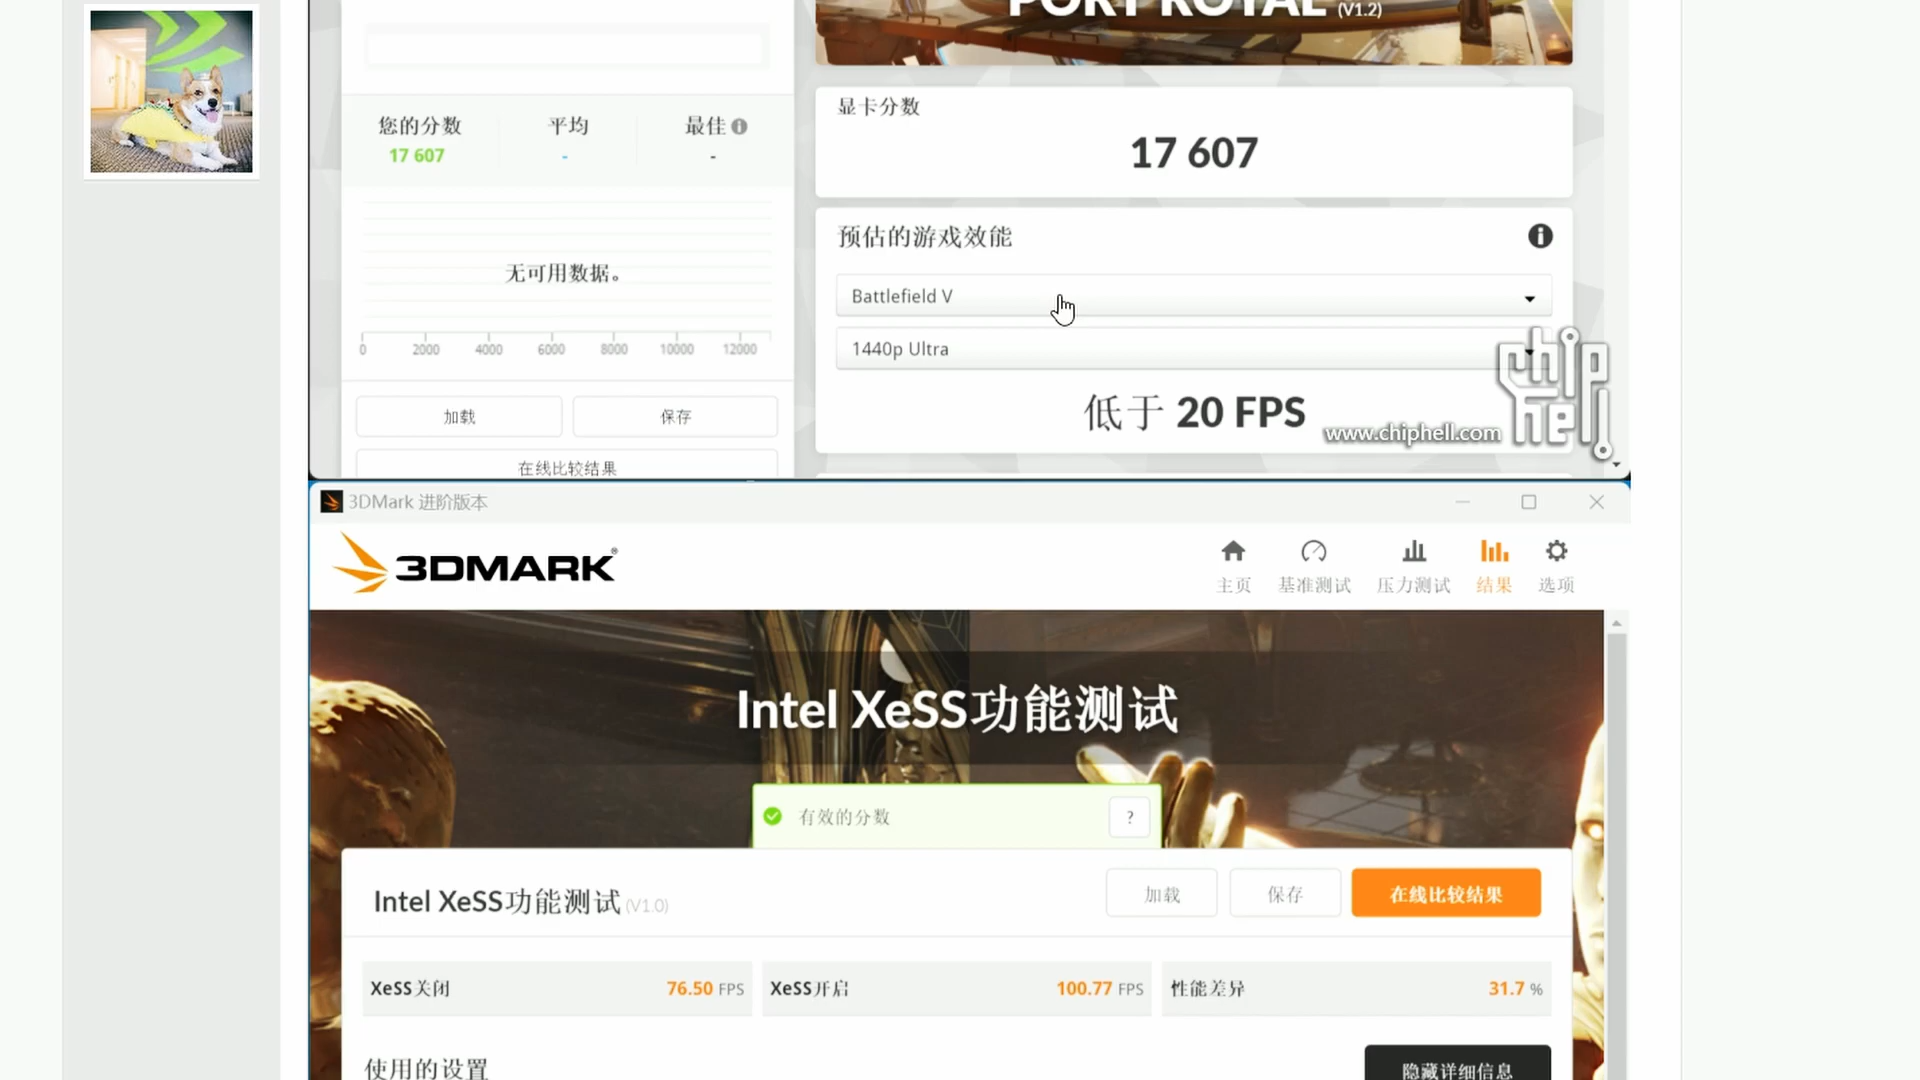 PORT ROYAL (V1.2)
您的分数 平均 最佳
17 607 - -
无可用数据。
0 2000 4000 6000 8000 10000 12000
加载 保存
在线比较结果
显卡分数
17 607
预估的游戏效能
Battlefield V
1440p Ultra
低于 20 FPS
www.chiphell.com
chip hell
3DMark 进阶版本
3DMARK®
主页 基准测试 压力测试 结果 选项
Intel XeSS功能测试
有效的分数 ?
Intel XeSS功能测试 (V1.0)
加载 保存 在线比较结果
XeSS关闭 76.50 FPS XeSS开启 100.77 FPS 性能差异 31.7 %
使用的设置 隐藏详细信息